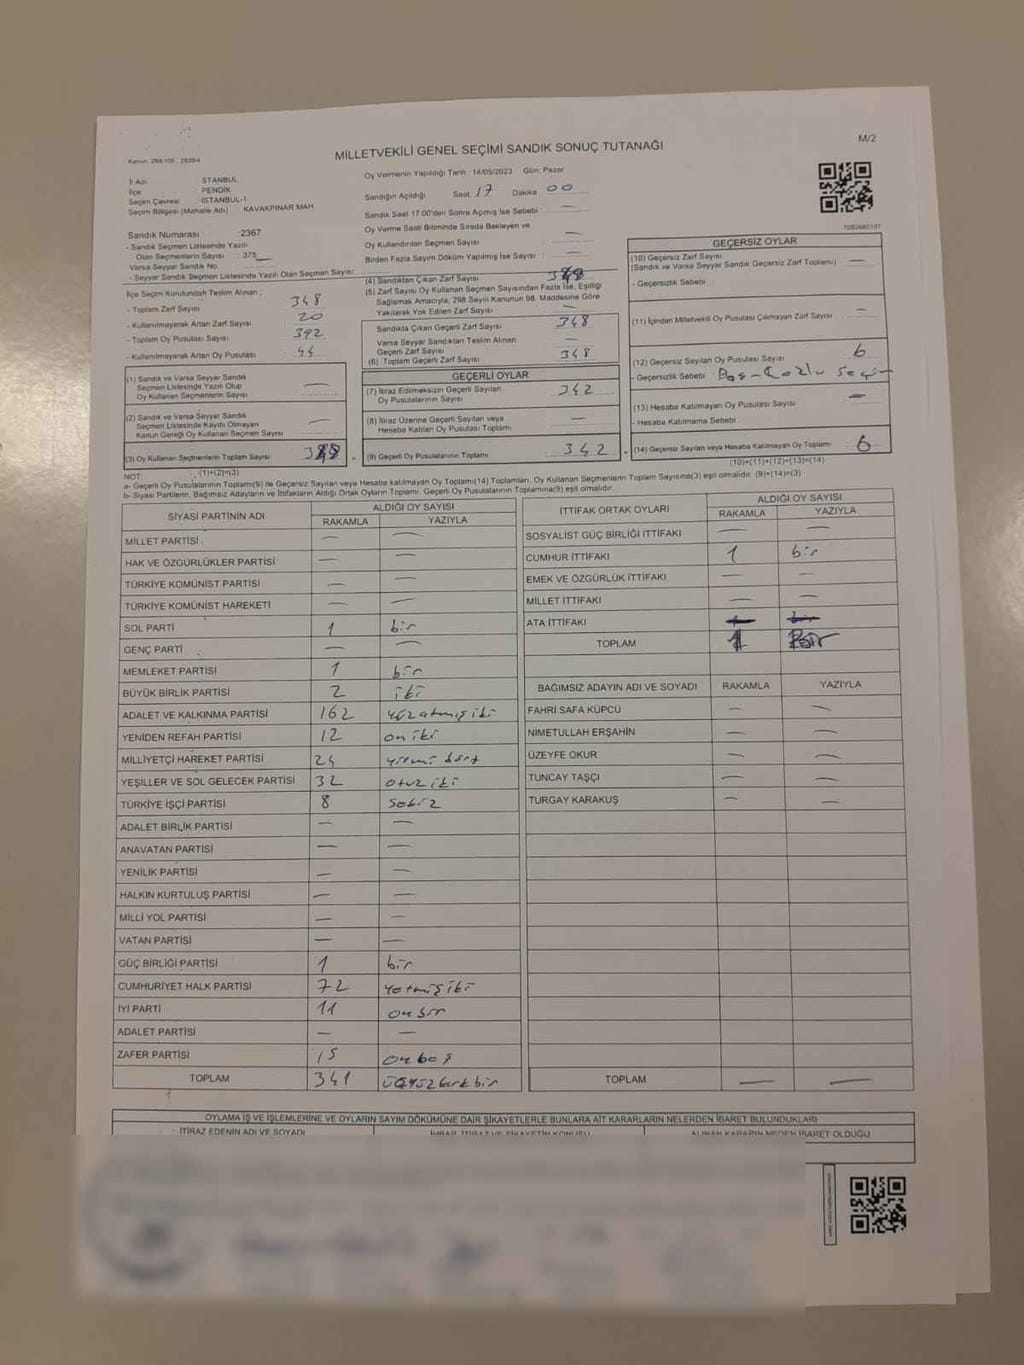 M/2
MİLLETVEKİLİ GENEL SEÇİMİ SANDIK SONUÇ TUTANAĞI
İl Adı İSTANBUL
İlçe PENDİK
Seçim Çevresi İSTANBUL-1
Seçim Bölgesi (Mahalle Adı) KAVAKPINAR MAH
Sandık Numarası :2367
- Sandık Seçmen Listesinde Yazılı
Olan Seçmenlerin Sayısı : 375
Varsa Seyyar Sandık No
- Seyyar Sandık Seçmen Listesinde Yazılı Olan Seçmen Sayısı:
Oy Vermenin Yapıldığı Tarih : 14/05/2023 Gün: Pazar
Sandığın Açıldığı Saat 17 Dakika 00
Sandık Saat 17:00'den Sonra Açılmış İse Sebebi —
Oy Verme Saati Bitiminde Sırada Bekleyen ve
Oy Kullandırılan Seçmen Sayısı —
Birden Fazla Sayım Döküm Yapılmış İse Sayısı —
İlçe Seçim Kurulundan Teslim Alınan ;
- Toplam Zarf Sayısı 348
- Kullanılmayarak Artan Zarf Sayısı 20
- Toplam Oy Pusulası Sayısı 392
- Kullanılmayarak Artan Oy Pusulası 44
(4) Sandıktan Çıkan Zarf Sayısı
(5) Zarf Sayısı Oy Kullanan Seçmen Sayısından Fazla İse, Eşitliği
Sağlamak Amacıyla, 298 Sayılı Kanunun 98. Maddesine Göre
Yakılarak Yok Edilen Zarf Sayısı —
Sandıkta Çıkan Geçerli Zarf Sayısı 348
Varsa Seyyar Sandıktan Teslim Alınan
Geçerli Zarf Sayısı —
(6) Toplam Geçerli Zarf Sayısı 348
GEÇERSİZ OYLAR
(10) Geçersiz Zarf Sayısı
(Sandık ve Varsa Seyyar Sandık Geçersiz Zarf Toplamı) —
- Geçersizlik Sebebi
(11) İçinden Milletvekili Oy Pusulası Çıkmayan Zarf Sayısı —
(12) Geçersiz Sayılan Oy Pusulası Sayısı 6
- Geçersizlik Sebebi
(13) Hesaba Katılmayan Oy Pusulası Sayısı —
- Hesaba Katılmama Sebebi
(14) Geçersiz Sayılan veya Hesaba Katılmayan Oy Toplamı 6
(10)+(11)+(12)+(13)=(14)
(1) Sandık ve Varsa Seyyar Sandık
Seçmen Listesinde Yazılı Olup
Oy Kullanan Seçmenlerin Sayısı —
(2) Sandık ve Varsa Seyyar Sandık
Seçmen Listesinde Kayıtlı Olmayan
Kanun Gereği Oy Kullanan Seçmen Sayısı —
(3) Oy Kullanan Seçmenlerin Toplam Sayısı
(1)+(2)=(3)
GEÇERLİ OYLAR
(7) İtiraz Edilmeksizin Geçerli Sayılan
Oy Pusulalarının Sayısı 342
(8) İtiraz Üzerine Geçerli Sayılan veya
Hesaba Katılan Oy Pusulası Toplamı —
(9) Geçerli Oy Pusulalarının Toplamı 342
NOT:
a- Geçerli Oy Pusulalarının Toplamı(9) ile Geçersiz Sayılan veya Hesaba katılmayan Oy Toplamı(14) Toplamları, Oy Kullanan Seçmenlerin Toplam Sayısına(3) eşit olmalıdır. (9)+(14)=(3)
b- Siyasi Partilerin, Bağımsız Adayların ve İttifakların Aldığı Ortak Oyların Toplamı, Geçerli Oy Pusulalarının Toplamına(9) eşit olmalıdır.
SİYASİ PARTİNİN ADI ALDIĞI OY SAYISI
RAKAMLA YAZIYLA
MİLLET PARTİSİ — —
HAK VE ÖZGÜRLÜKLER PARTİSİ — —
TÜRKİYE KOMÜNİST PARTİSİ — —
TÜRKİYE KOMÜNİST HAREKETİ — —
SOL PARTİ 1 bir
GENÇ PARTİ — —
MEMLEKET PARTİSİ 1 bir
BÜYÜK BİRLİK PARTİSİ 2 iki
ADALET VE KALKINMA PARTİSİ 162 yüzatmışiki
YENİDEN REFAH PARTİSİ 12 oniki
MİLLİYETÇİ HAREKET PARTİSİ 24 yirmi dört
YEŞİLLER VE SOL GELECEK PARTİSİ 32 otuz iki
TÜRKİYE İŞÇİ PARTİSİ 8 sekiz
ADALET BİRLİK PARTİSİ — —
ANAVATAN PARTİSİ — —
YENİLİK PARTİSİ — —
HALKIN KURTULUŞ PARTİSİ — —
MİLLİ YOL PARTİSİ — —
VATAN PARTİSİ — —
GÜÇ BİRLİĞİ PARTİSİ 1 bir
CUMHURİYET HALK PARTİSİ 72 yetmişiki
İYİ PARTİ 11 onbir
ADALET PARTİSİ — —
ZAFER PARTİSİ 15 onbeş
TOPLAM 341 üçyüzkırkbir
İTTİFAK ORTAK OYLARI ALDIĞI OY SAYISI
RAKAMLA YAZIYLA
SOSYALİST GÜÇ BİRLİĞİ İTTİFAKI — —
CUMHUR İTTİFAKI 1 bir
EMEK VE ÖZGÜRLÜK İTTİFAKI — —
MİLLET İTTİFAKI — —
ATA İTTİFAKI
TOPLAM 1 Bir
BAĞIMSIZ ADAYIN ADI VE SOYADI RAKAMLA YAZIYLA
FAHRİ SAFA KÜPCÜ — —
NİMETULLAH ERŞAHİN — —
ÜZEYFE OKUR — —
TUNCAY TAŞÇI — —
TURGAY KARAKUŞ — —
TOPLAM — —
OYLAMA İŞ VE İŞLEMLERİNE VE OYLARIN SAYIM DÖKÜMÜNE DAİR ŞİKAYETLERLE BUNLARA AİT KARARLARIN NELERDEN İBARET BULUNDUKLARI
İTİRAZ EDENİN ADI VE SOYADI
ALINAN KARARIN NEDEN İBARET OLDUĞU